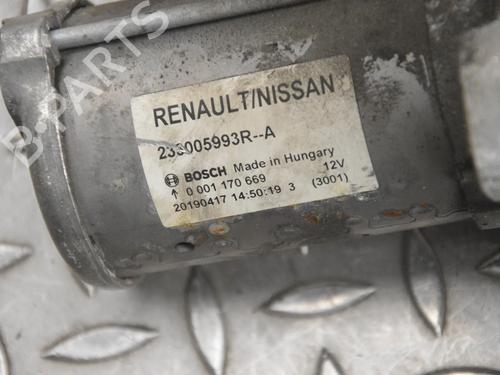 B-PARTS
RENAULT/NISSAN
233005993R--A
BOSCH Made in Hungary 12V
↑ 0 001 170 669 (3001)
20190417 14:50:19 3